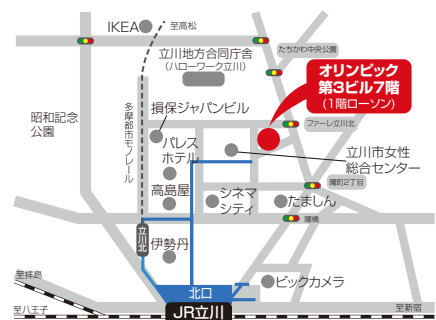 IKEA
至高松
立川地方合同庁舎
(ハローワーク立川)
たちかわ中央公園
オリンピック
第3ビル7階
(1階ローソン)
昭和記念
公園
多摩都市モノレール
損保ジャパンビル
ファーレ立川北
パレス
ホテル
立川市女性
総合センター
曙町2丁目
高島屋
シネマ
シティ
たましん
曙橋
立川北
伊勢丹
至拝島
ビックカメラ
北口
至八王子
JR立川
至新宿